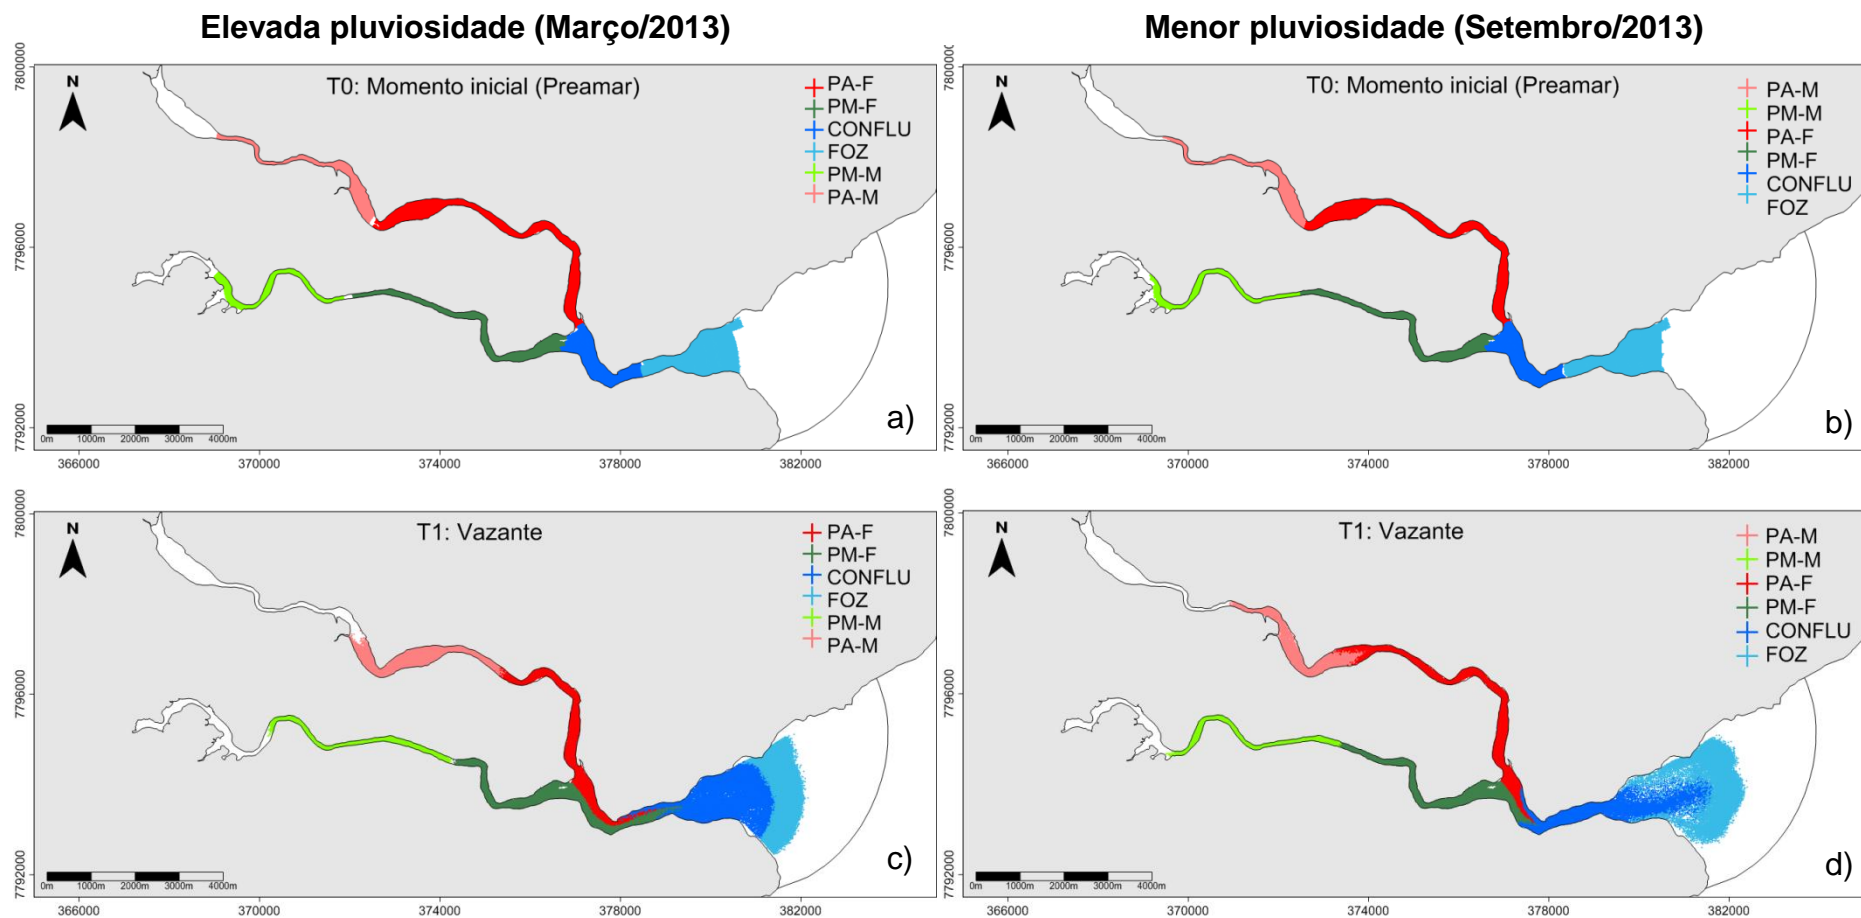 Elevada pluviosidade (Março/2013)
Menor pluviosidade (Setembro/2013)
T0: Momento inicial (Preamar)
N
PA-F
PM-F
CONFLU
FOZ
PM-M
PA-M
7800000
7796000
7792000
0m 1000m 2000m 3000m 4000m
a)
366000 370000 374000 378000 382000
T0: Momento inicial (Preamar)
N
PA-M
PM-M
PA-F
PM-F
CONFLU
FOZ
7800000
7796000
7792000
0m 1000m 2000m 3000m 4000m
b)
366000 370000 374000 378000 382000
T1: Vazante
N
PA-F
PM-F
CONFLU
FOZ
PM-M
PA-M
7800000
7796000
7792000
0m 1000m 2000m 3000m 4000m
c)
366000 370000 374000 378000 382000
T1: Vazante
N
PA-M
PM-M
PA-F
PM-F
CONFLU
FOZ
7800000
7796000
7792000
0m 1000m 2000m 3000m 4000m
d)
366000 370000 374000 378000 382000